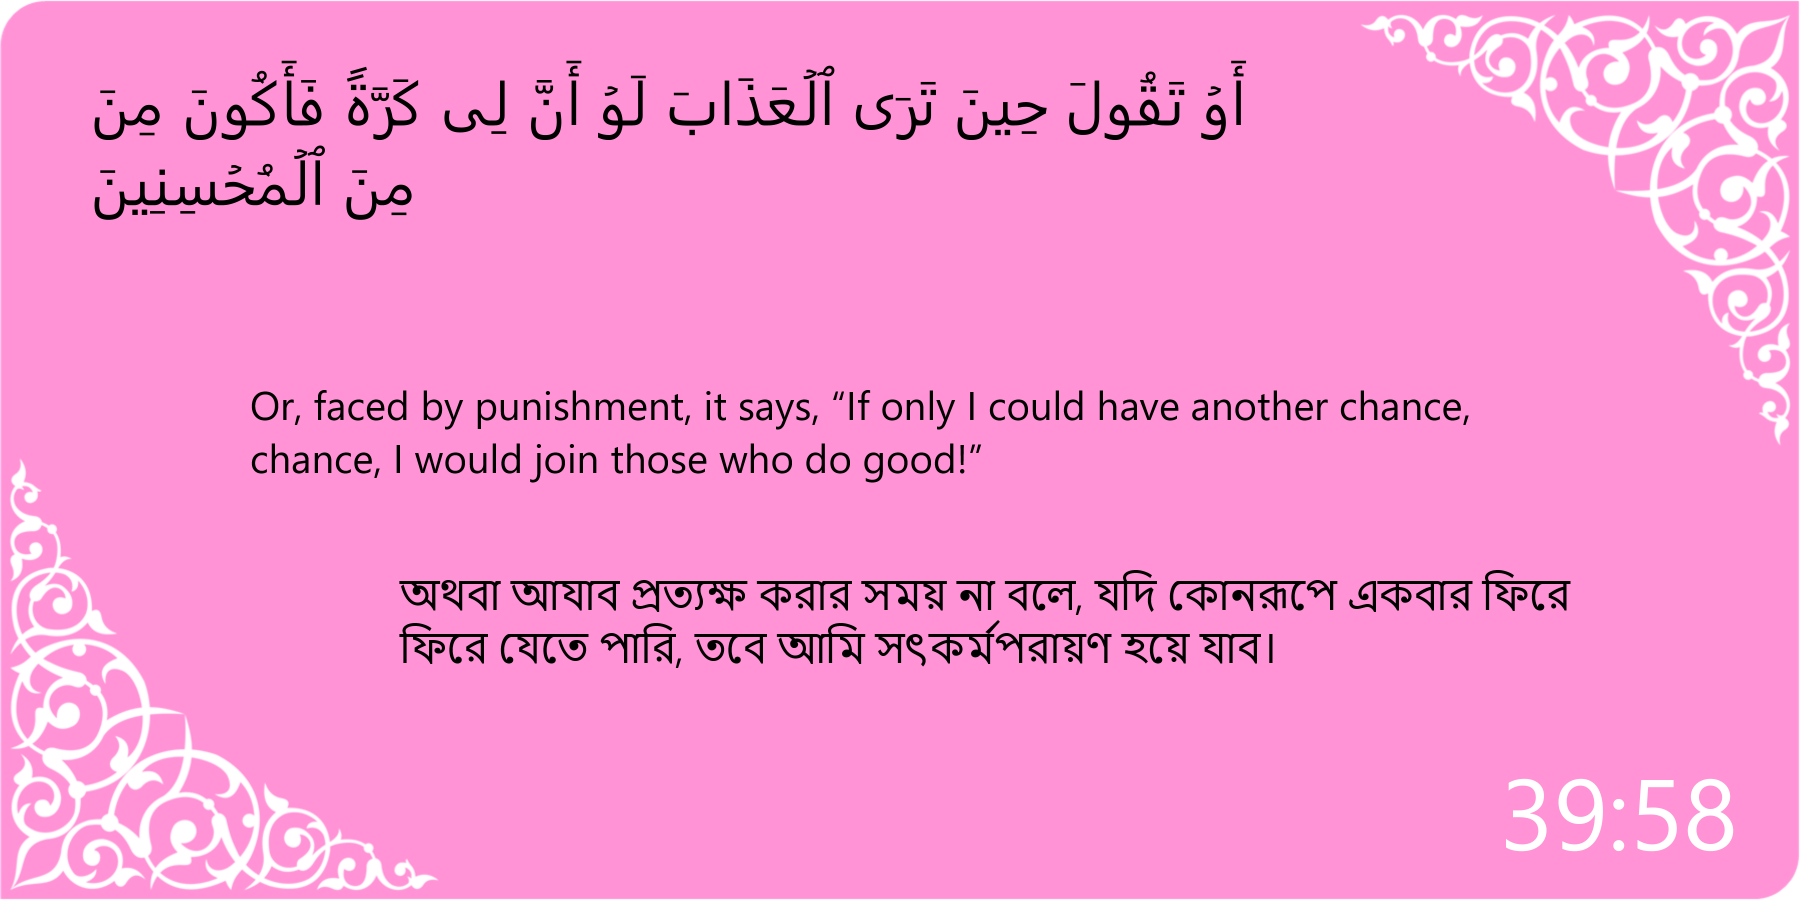 أَوۡ تَقُولَ حِينَ تَرَى ٱلۡعَذَابَ لَوۡ أَنَّ لِى كَرَّةً فَأَكُونَ مِنَ
مِنَ ٱلۡمُحۡسِنِينَ
Or, faced by punishment, it says, “If only I could have another chance,
chance, I would join those who do good!”
অথবা আযাব প্রত্যক্ষ করার সময় না বলে, যদি কোনরূপে একবার ফিরে
ফিরে যেতে পারি, তবে আমি সৎকর্মপরায়ণ হয়ে যাব।
39:58